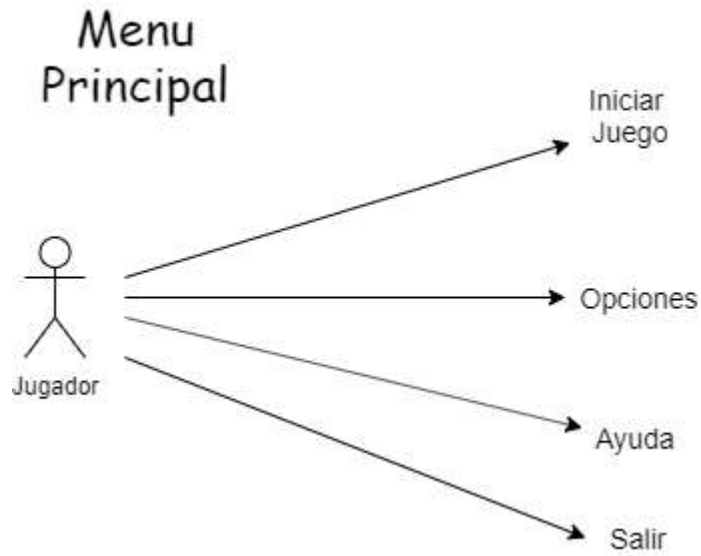 Menu
Principal
Iniciar
Juego
Opciones
Jugador
Ayuda
Salir